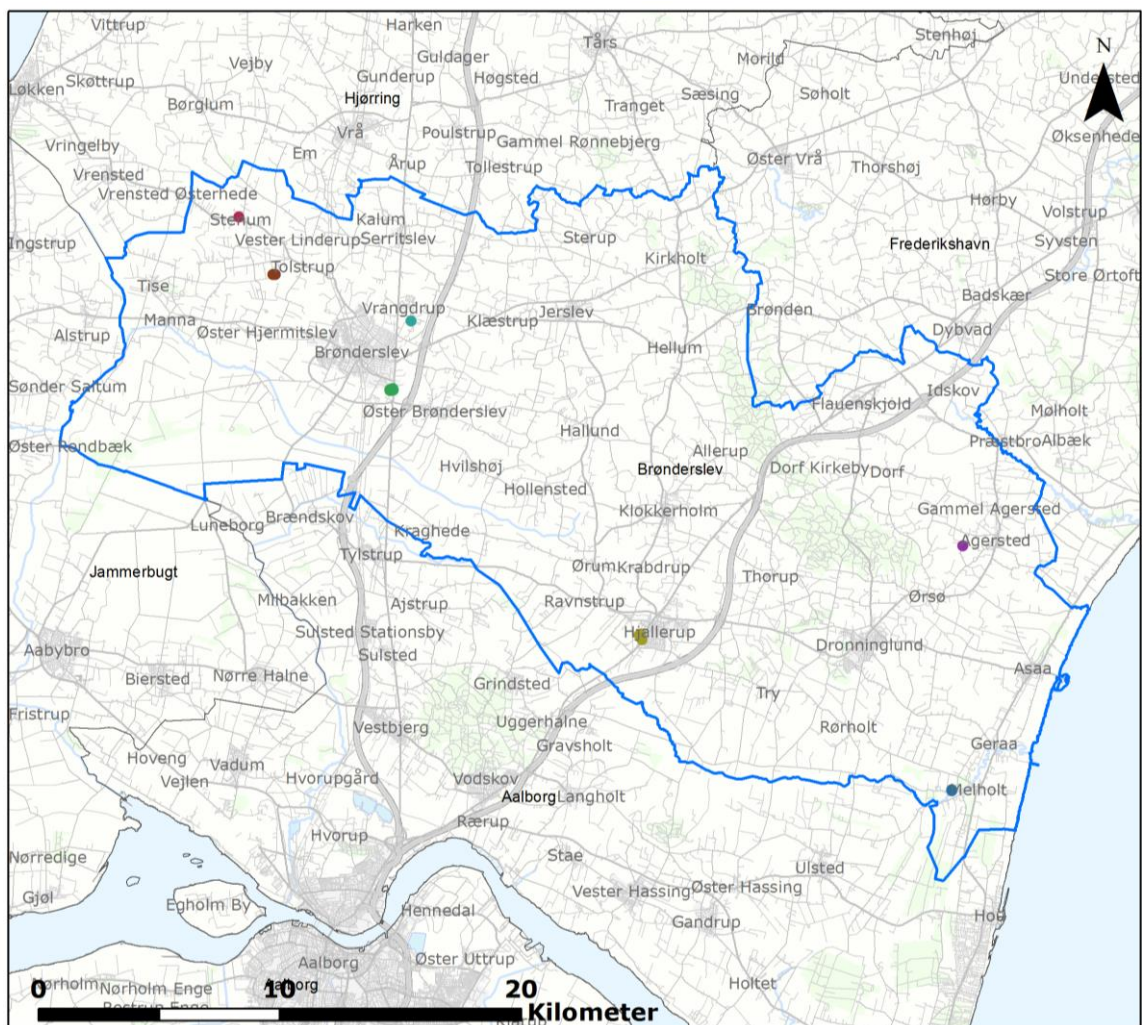 Vittrup
Harken
Stenhøj
Guldager
Tårs
N
Vejby
Morild
Skøttrup
Gunderup
Høgsted
Understed
Løkken
Hjørring
Tranget
Sæsing
Søholt
Børglum
Vrå
Poulstrup
Øksenhede
Vringelby
Em
Gammel Rønnebjerg
Årup
Tollestrup
Øster Vrå
Thorshøj
Vrensted
Vrensted Østerhede
Hørby
Stenum
Kalum
Volstrup
Ingstrup
Vester Linderup
Serritslev
Sterup
Frederikshavn
Syvsten
Tolstrup
Kirkholt
Store Ørtoft
Tise
Badskær
Vrangdrup
Brønden
Manna
Jerslev
Klæstrup
Alstrup
Øster Hjermitslev
Dybvad
Brønderslev
Hellum
Sønder Saltum
Idskov
Øster Brønderslev
Flauenskjold
Mølholt
Hallund
Øster Rondbæk
Præstbro
Albæk
Allerup
Hvilshøj
Brønderslev
Dorf Kirkeby
Dorf
Hollensted
Gammel Agersted
Klokkerholm
Brændskov
Luneborg
Kraghede
Agersted
Tylstrup
Jammerbugt
Ørum
Krabdrup
Thorup
Ørsø
Milbakken
Ajstrup
Ravnstrup
Sulsted Stationsby
Hjallerup
Dronninglund
Aabybro
Sulsted
Asaa
Biersted
Nørre Halne
Grindsted
Try
Fristrup
Vestbjerg
Uggerhalne
Rørholt
Gravsholt
Geraa
Hoveng
Vadum
Vejlen
Hvorupgård
Vodskov
Melholt
Aalborg
Langholt
Rærup
Hvorup
Nørredige
Stae
Ulsted
Gjøl
Vester Hassing
Øster Hassing
Egholm By
Hennedal
Gandrup
Hou
Aalborg
Øster Uttrup
0
10
20
Nørholm
Nørholm Enge
Aalborg
Holtet
Kilometer